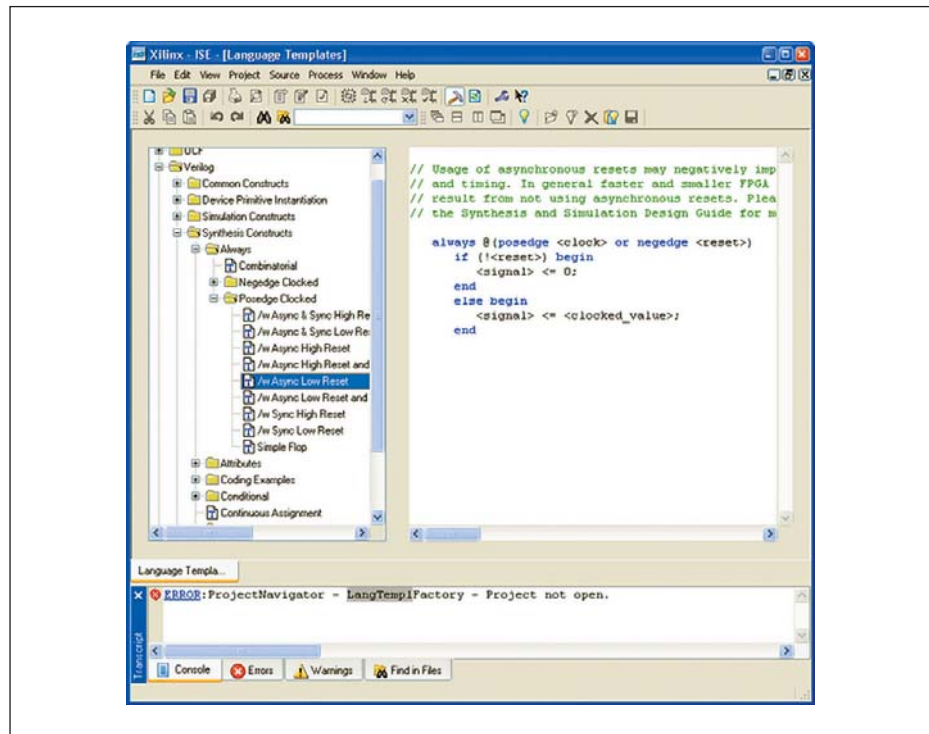 Xilinx - ISE - [Language Templates]
File Edit View Project Source Process Window Help
UCF
Verilog
Common Constructs
Device Primitive Instantiation
Simulation Constructs
Synthesis Constructs
Always
Combinatorial
Negedge Clocked
Posedge Clocked
/w Async & Sync High Re
/w Async & Sync Low Re
/w Async High Reset
/w Async High Reset and
/w Async Low Reset
/w Async Low Reset and
/w Sync High Reset
/w Sync Low Reset
Simple Flop
Attributes
Coding Examples
Conditional
Continuous Assignment
// Usage of asynchronous resets may negatively imp
// and timing. In general faster and smaller FPGA
// result from not using asynchronous resets. Plea
// the Synthesis and Simulation Design Guide for m
always @(posedge <clock> or negedge <reset>)
if (!<reset>) begin
<signal> <= 0;
end
else begin
<signal> <= <clocked_value>;
end
Language Templa...
ERROR:ProjectNavigator - LangTemplFactory - Project not open.
Transcript
Console Errors Warnings Find in Files